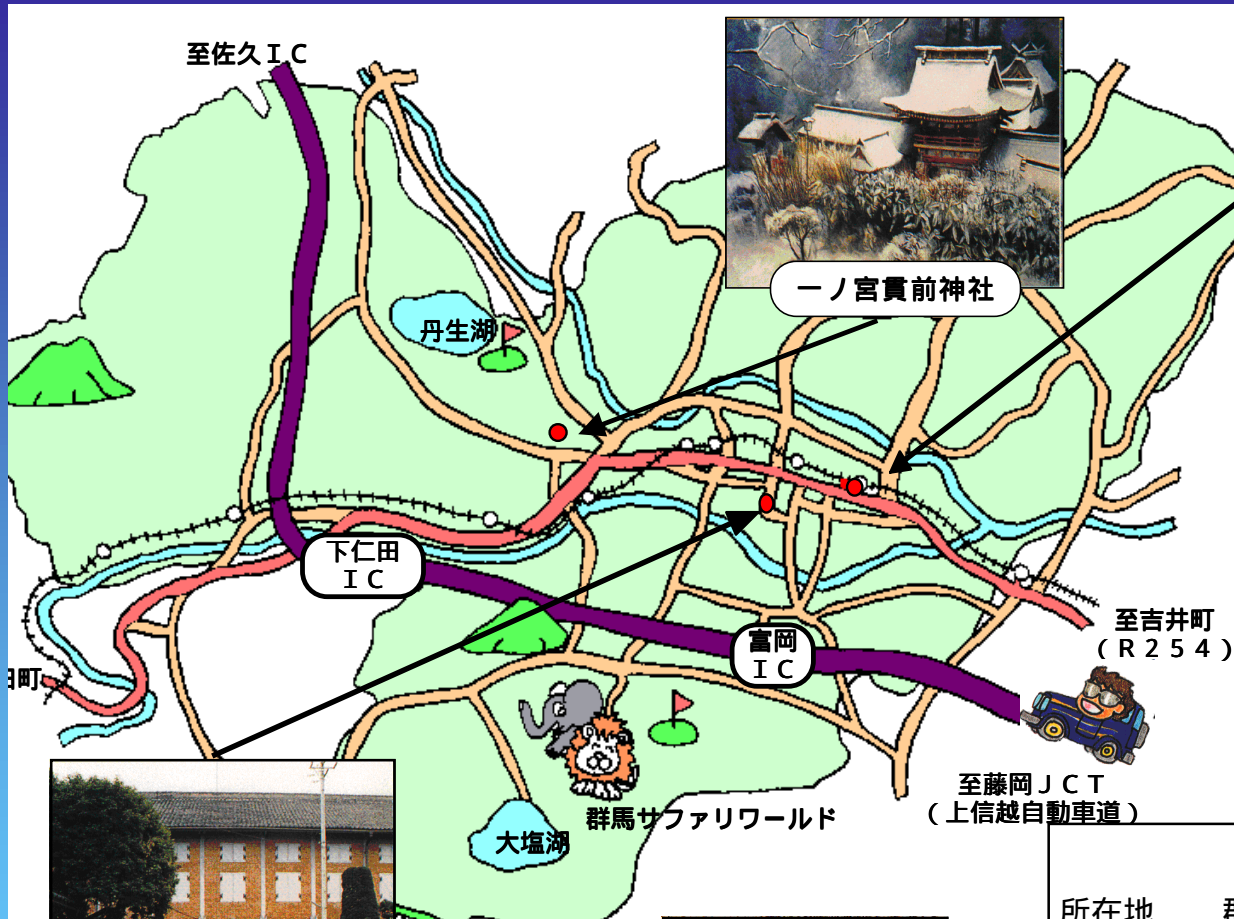 至佐久ＩＣ
一ノ宮貫前神社
丹生湖
下仁田
ＩＣ
富岡
ＩＣ
至吉井町
（Ｒ２５４）
田町
至藤岡ＪＣＴ
（上信越自動車道）
群馬サファリワールド
大塩湖
所在地